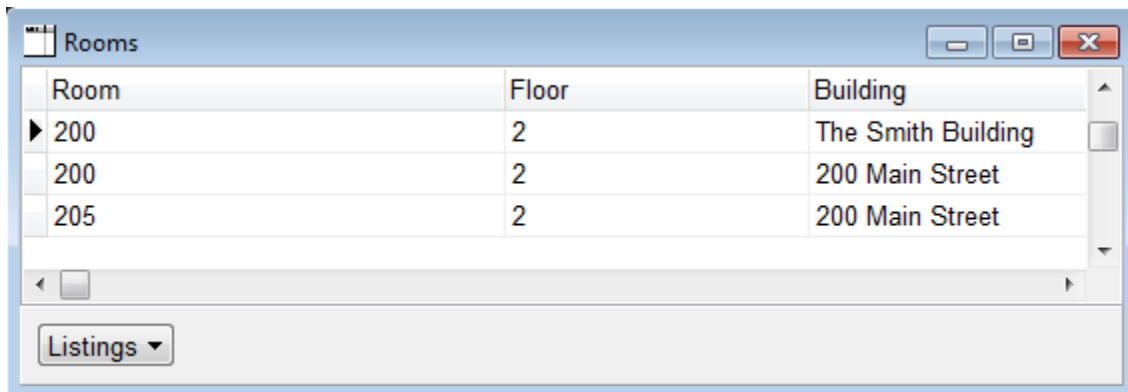 Rooms
Room Floor Building
200 2 The Smith Building
200 2 200 Main Street
205 2 200 Main Street
Listings